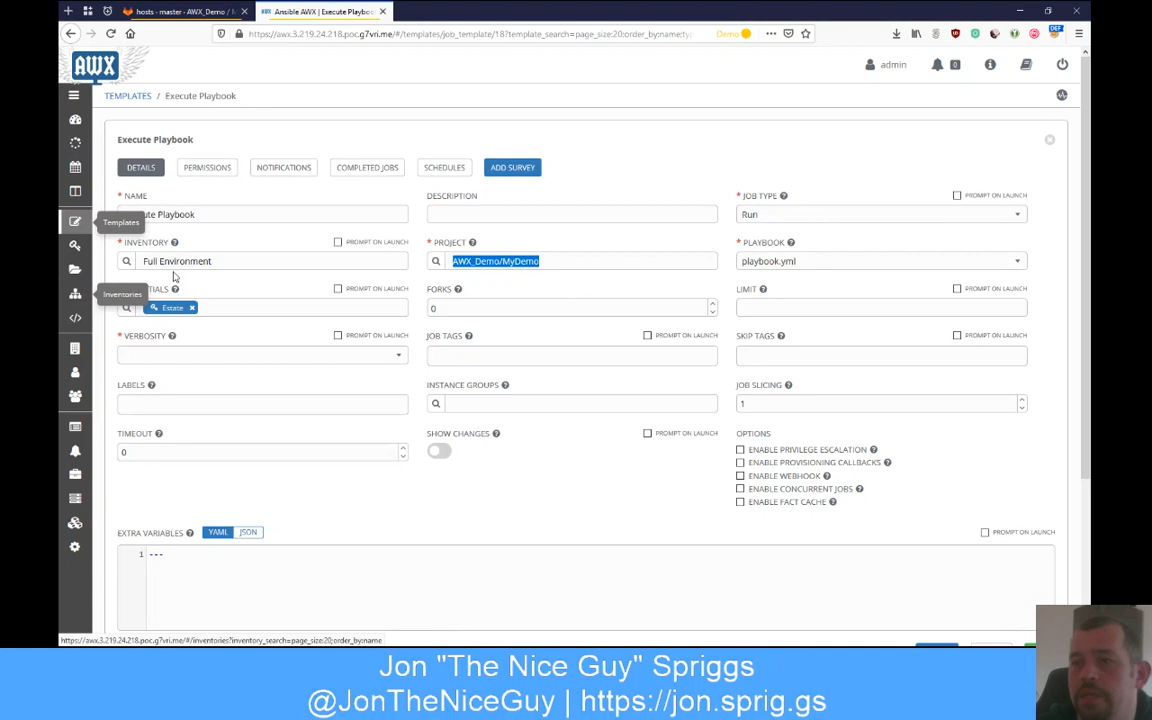 hosts · master · AWX_Demo / M
Ansible AWX | Execute Playboo
https://awx.3.219.24.218.poc.g7vri.me/#/templates/job_template/18?template_search=page_size:20;order_by:name;ty
Demo
DEF
AWX
admin
0
TEMPLATES / Execute Playbook
Execute Playbook
DETAILS PERMISSIONS NOTIFICATIONS COMPLETED JOBS SCHEDULES ADD SURVEY
* NAME DESCRIPTION * JOB TYPE PROMPT ON LAUNCH
Templates
ute Playbook Run
* INVENTORY PROMPT ON LAUNCH * PROJECT * PLAYBOOK
Full Environment AWX_Demo/MyDemo playbook.yml
Inventories
TIALS PROMPT ON LAUNCH FORKS LIMIT PROMPT ON LAUNCH
Estate 0
* VERBOSITY PROMPT ON LAUNCH JOB TAGS PROMPT ON LAUNCH SKIP TAGS PROMPT ON LAUNCH
LABELS INSTANCE GROUPS JOB SLICING
1
TIMEOUT SHOW CHANGES PROMPT ON LAUNCH OPTIONS
0
ENABLE PRIVILEGE ESCALATION
ENABLE PROVISIONING CALLBACKS
ENABLE WEBHOOK
ENABLE CONCURRENT JOBS
ENABLE FACT CACHE
EXTRA VARIABLES YAML JSON PROMPT ON LAUNCH
1 ---
https://awx.3.219.24.218.poc.g7vri.me/#/inventories?inventory_search=page_size:20;order_by:name
Jon "The Nice Guy" Spriggs
@JonTheNiceGuy | https://jon.sprig.gs